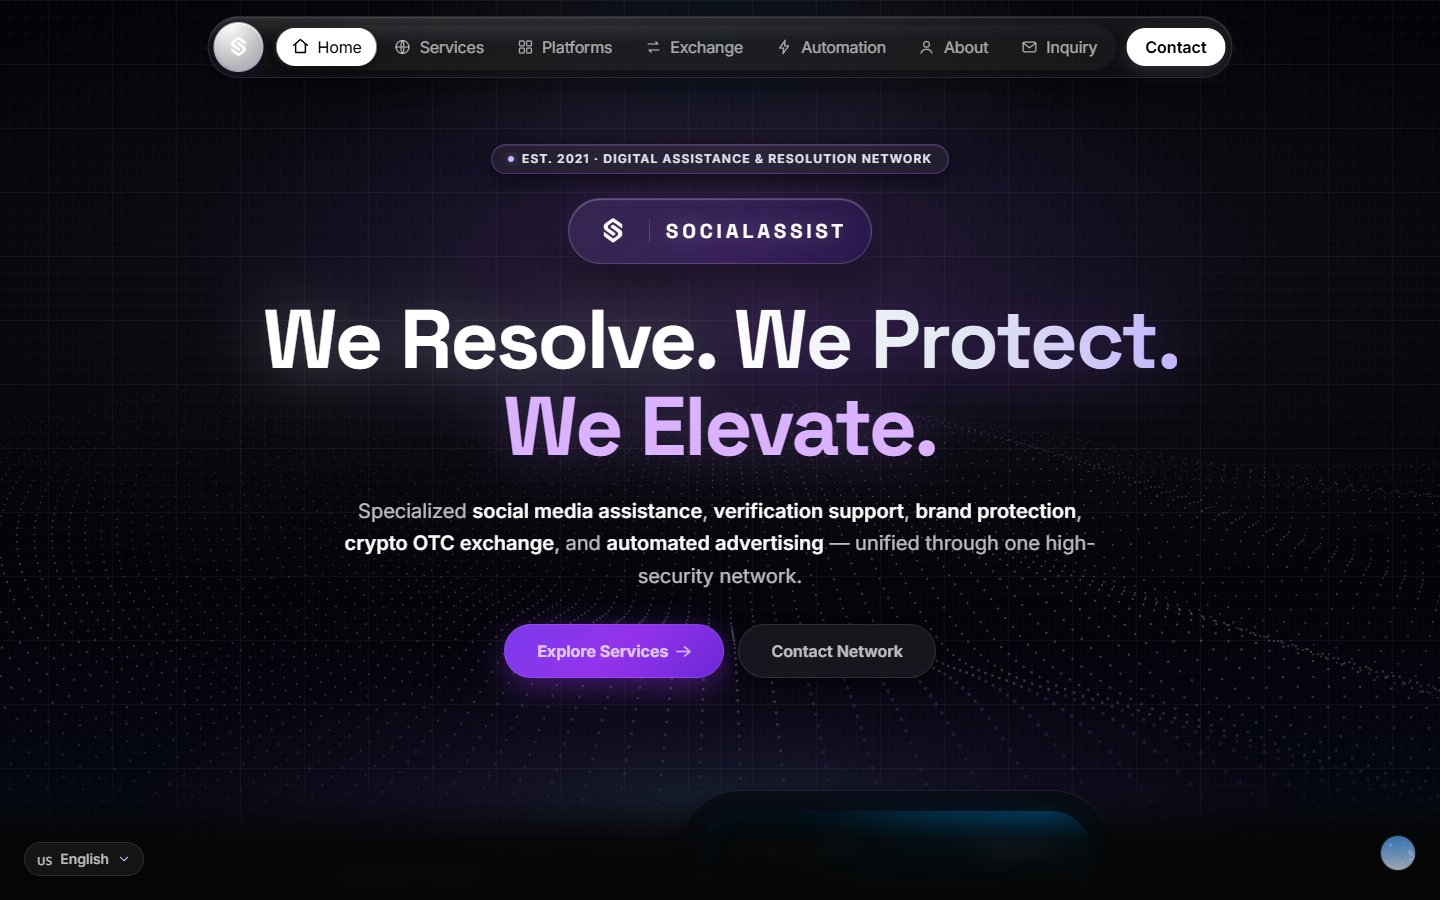 Home Services Platforms Exchange Automation About Inquiry Contact
EST. 2021 · DIGITAL ASSISTANCE & RESOLUTION NETWORK
SOCIALASSIST
We Resolve. We Protect.
We Elevate.
Specialized social media assistance, verification support, brand protection,
crypto OTC exchange, and automated advertising — unified through one high-
security network.
Explore Services →
Contact Network
US English